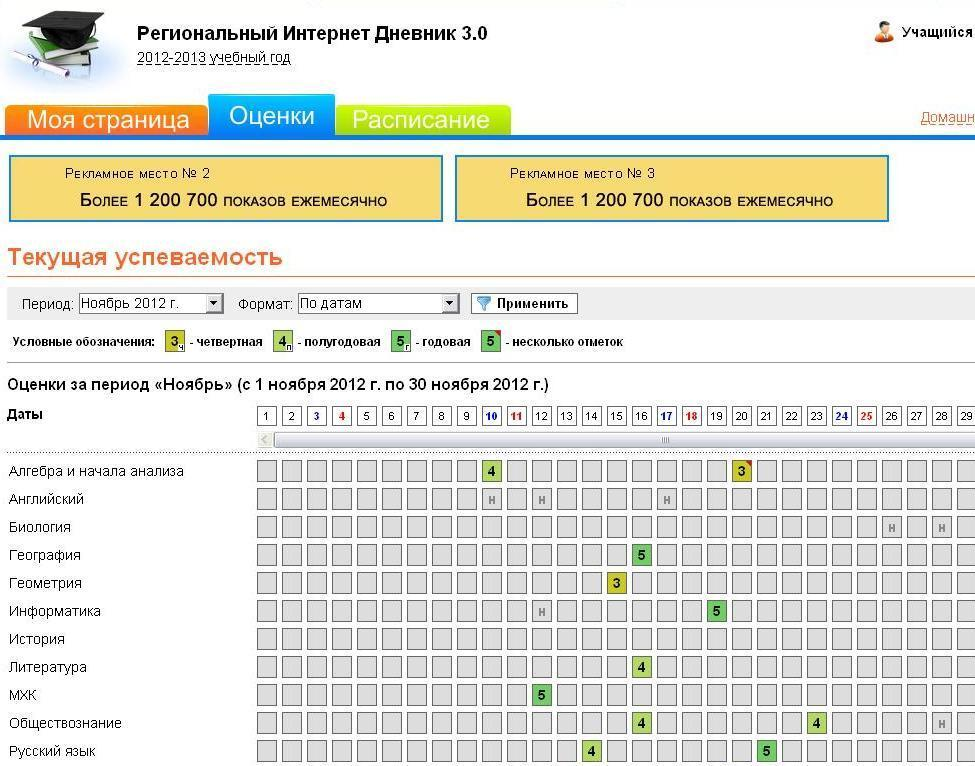 Региональный Интернет Дневник 3.0
2012-2013 учебный год
Учащийся
Моя страница
Оценки
Расписание
Рекламное место № 2
Более 1 200 700 показов ежемесячно
Рекламное место № 3
Более 1 200 700 показов ежемесячно
Текущая успеваемость
Период: Ноябрь 2012 г. Формат: По датам Применить
Условные обозначения: 3 ч - четвертная 4 п - полугодовая 5 г - годовая 5 - несколько отметок
Оценки за период «Ноябрь» (с 1 ноября 2012 г. по 30 ноября 2012 г.)
Даты 1 2 3 4 5 6 7 8 9 10 11 12 13 14 15 16 17 18 19 20 21 22 23 24 25 26 27 28 29
Алгебра и начала анализа 4 3
Английский н н н
Биология н н
География 5
Геометрия 3
Информатика н 5
История
Литература 4
МХК 5
Обществознание 4 4 н
Русский язык 4 5